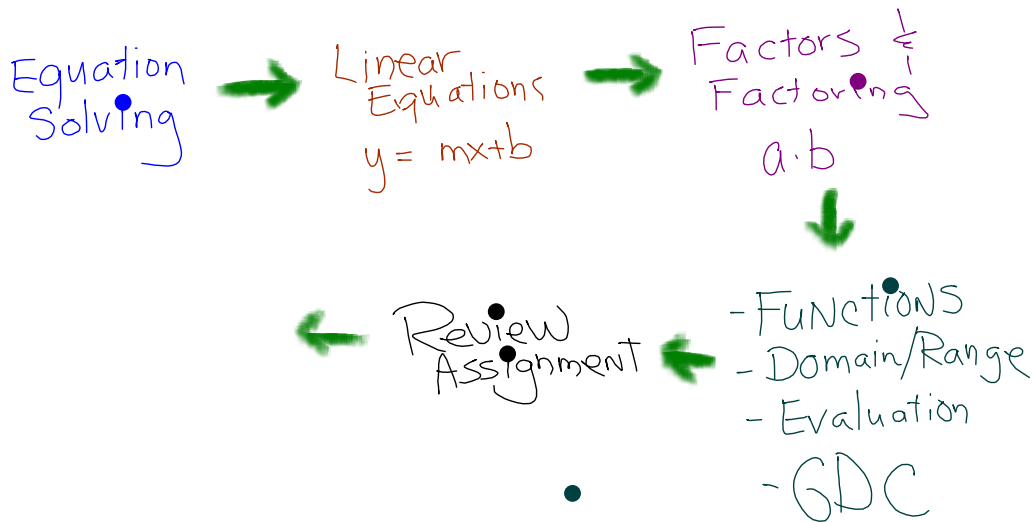 Equation
Solving
Linear
Equations
y = mx+b
Factors &
Factoring
a·b
- Functions
- Domain/Range
- Evaluation
- GDC
Review
Assignment